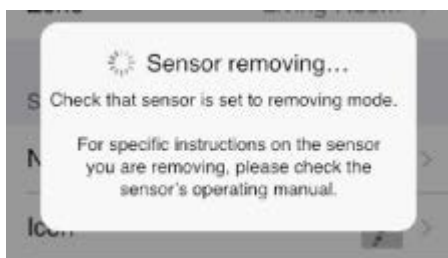 Sensor removing...
Check that sensor is set to removing mode.
For specific instructions on the sensor
you are removing, please check the
sensor's operating manual.
Icon